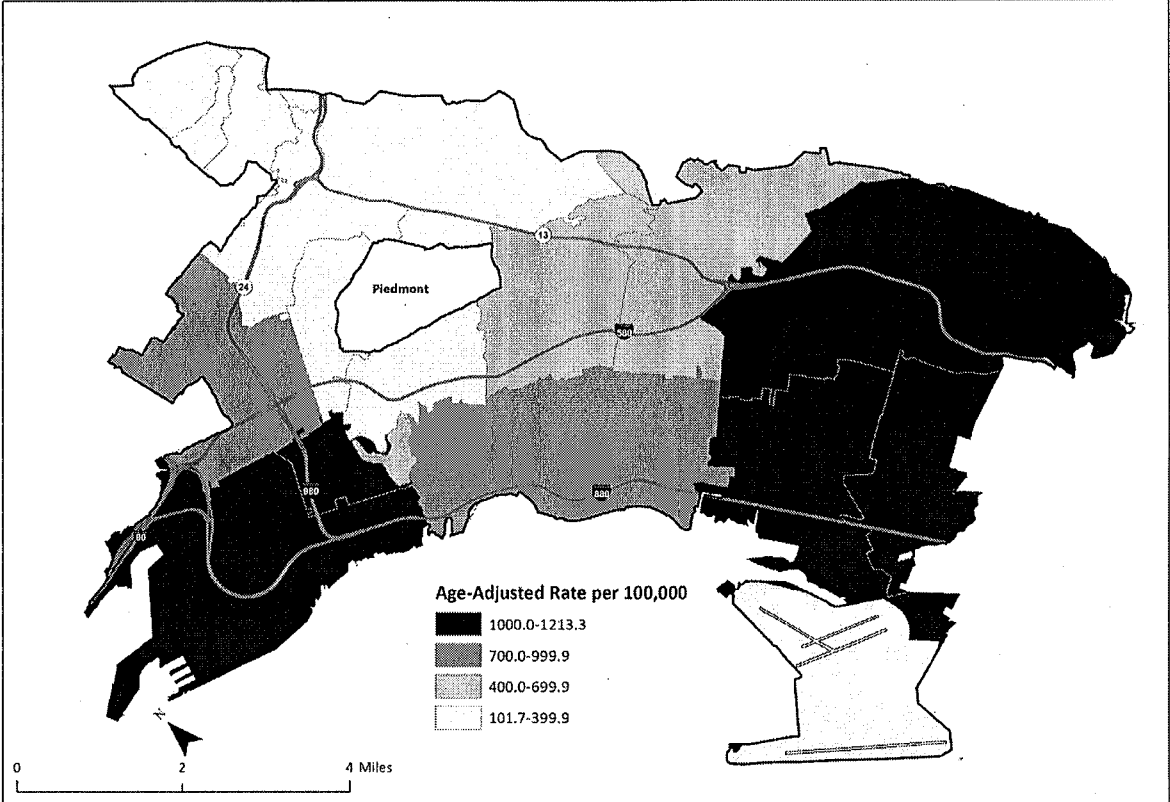 13
24
Piedmont
580
980
880
80
Age-Adjusted Rate per 100,000
1000.0-1213.3
700.0-999.9
400.0-699.9
101.7-399.9
N
0 2 4 Miles